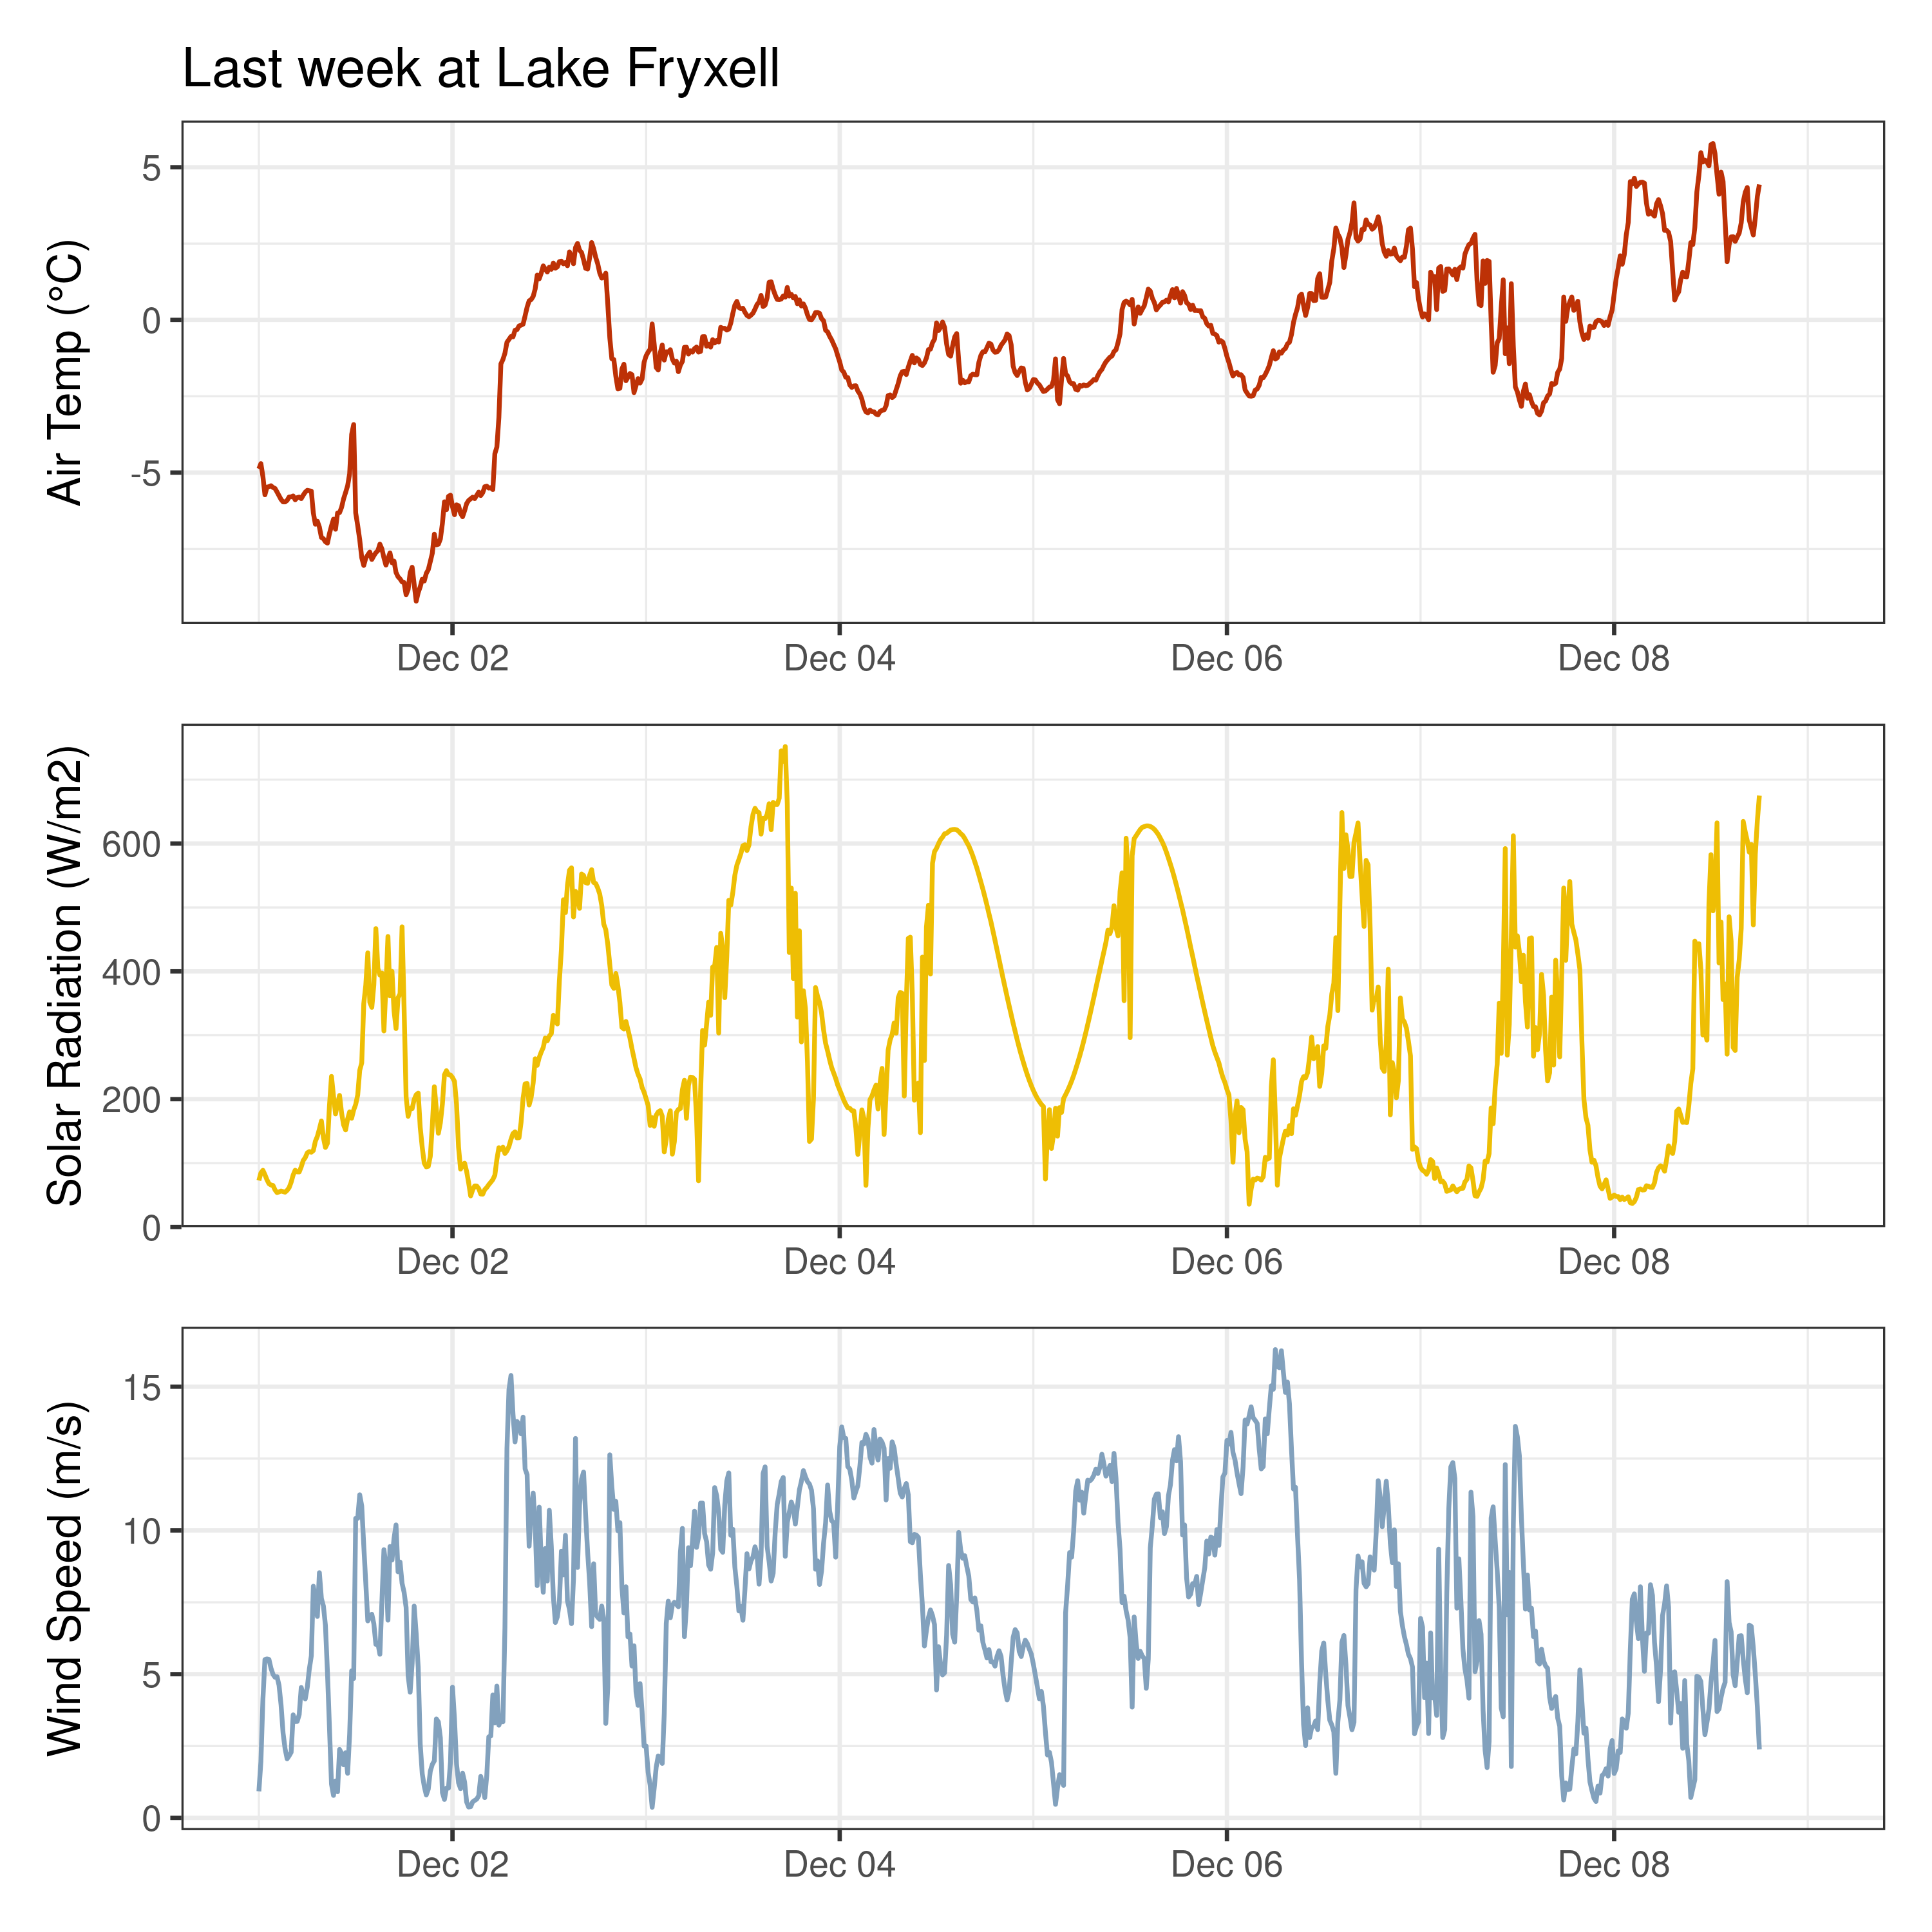 Last week at Lake Fryxell
Air Temp (°C)
5
0
-5
Dec 02 Dec 04 Dec 06 Dec 08
Solar Radiation (W/m2)
600
400
200
0
Dec 02 Dec 04 Dec 06 Dec 08
Wind Speed (m/s)
15
10
5
0
Dec 02 Dec 04 Dec 06 Dec 08